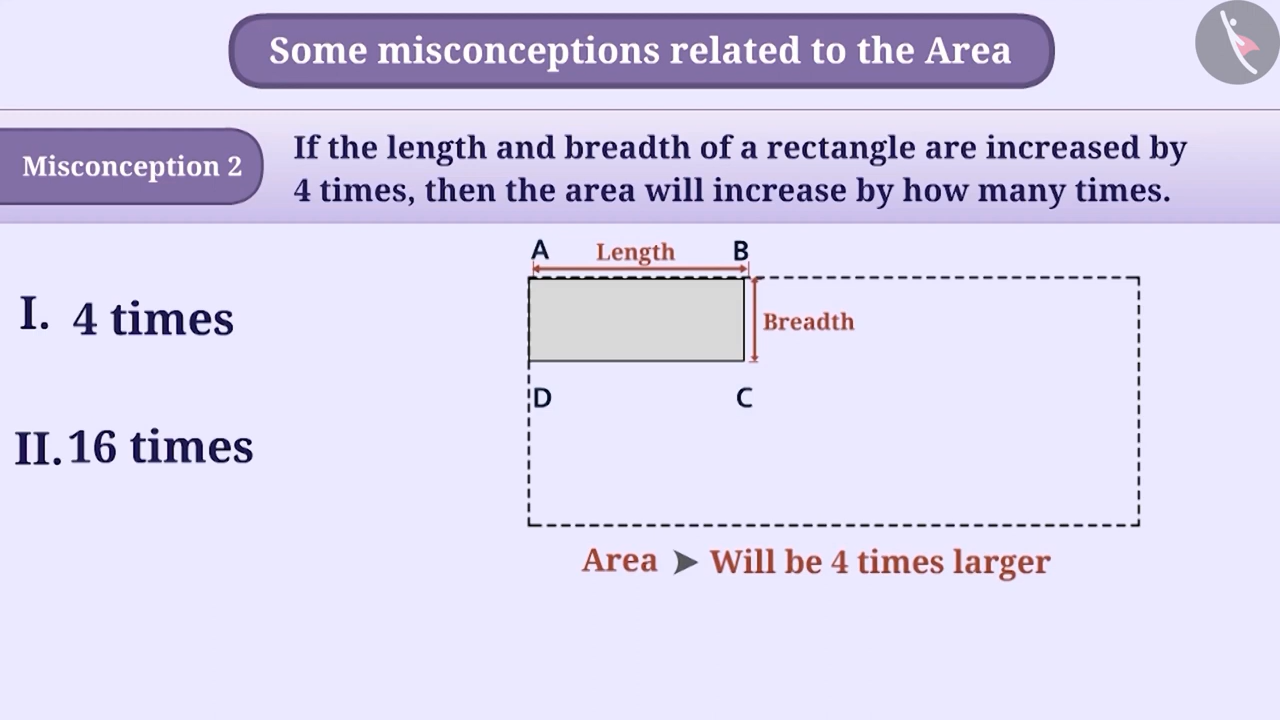 Some misconceptions related to the Area
Misconception 2
If the length and breadth of a rectangle are increased by
4 times, then the area will increase by how many times.
I. 4 times
II. 16 times
A Length B
Breadth
D C
Area ➤ Will be 4 times larger